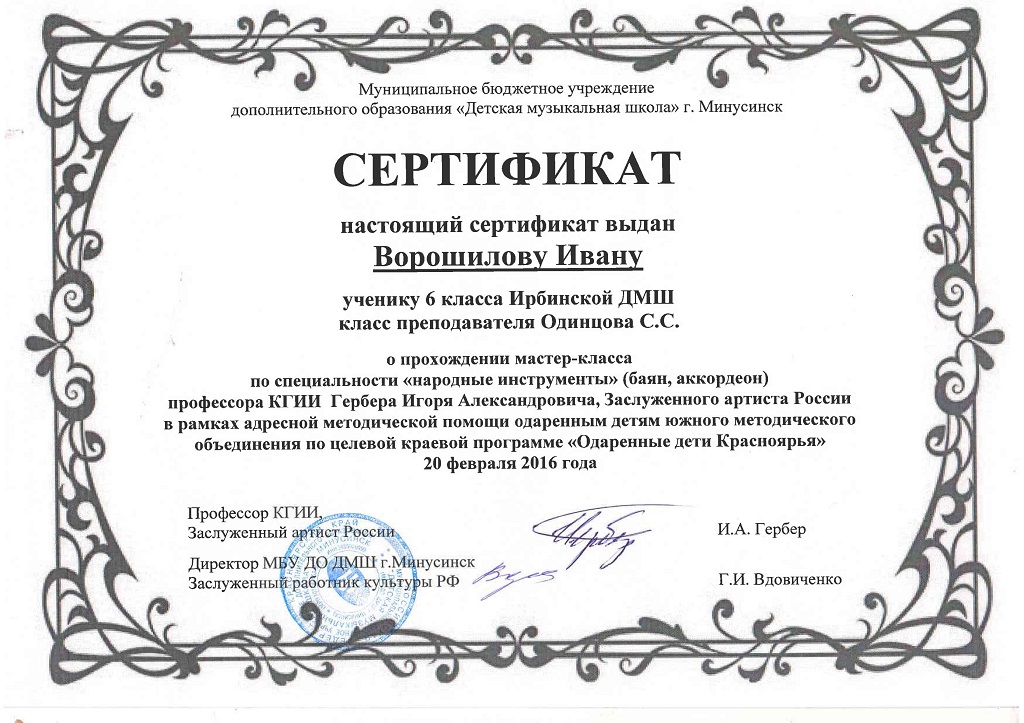 Муниципальное бюджетное учреждение
дополнительного образования «Детская музыкальная школа» г. Минусинск
СЕРТИФИКАТ
настоящий сертификат выдан
Ворошилову Ивану
ученику 6 класса Ирбинской ДМШ
класс преподавателя Одинцова С.С.
о прохождении мастер-класса
по специальности «народные инструменты» (баян, аккордеон)
профессора КГИИ Гербера Игоря Александровича, Заслуженного артиста России
в рамках адресной методической помощи одаренным детям южного методического
объединения по целевой краевой программе «Одаренные дети Красноярья»
20 февраля 2016 года
Профессор КГИИ,
Заслуженный артист России
И.А. Гербер
Директор МБУ ДО ДМШ г.Минусинск
Заслуженный работник культуры РФ
Г.И. Вдовиченко